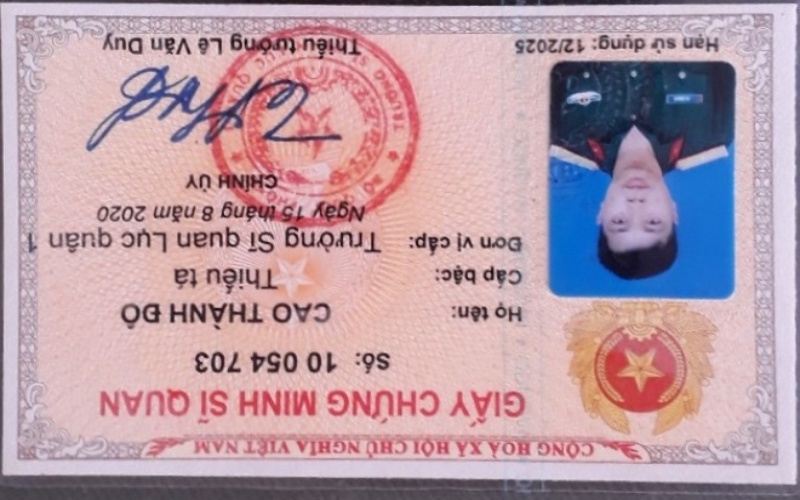 CỘNG HOÀ XÃ HỘI CHỦ NGHĨA VIỆT NAM
GIẤY CHỨNG MINH SĨ QUAN
Số: 10 054 703
Họ tên: CAO THÀNH ĐÔ
Cấp bậc: Thiếu tá
Đơn vị cấp: Trường Sĩ quan Lục quân 1
Ngày 15 tháng 8 năm 2020
CHÍNH ỦY
Hạn sử dụng: 12/2025
Thiếu tướng Lê Văn Duy